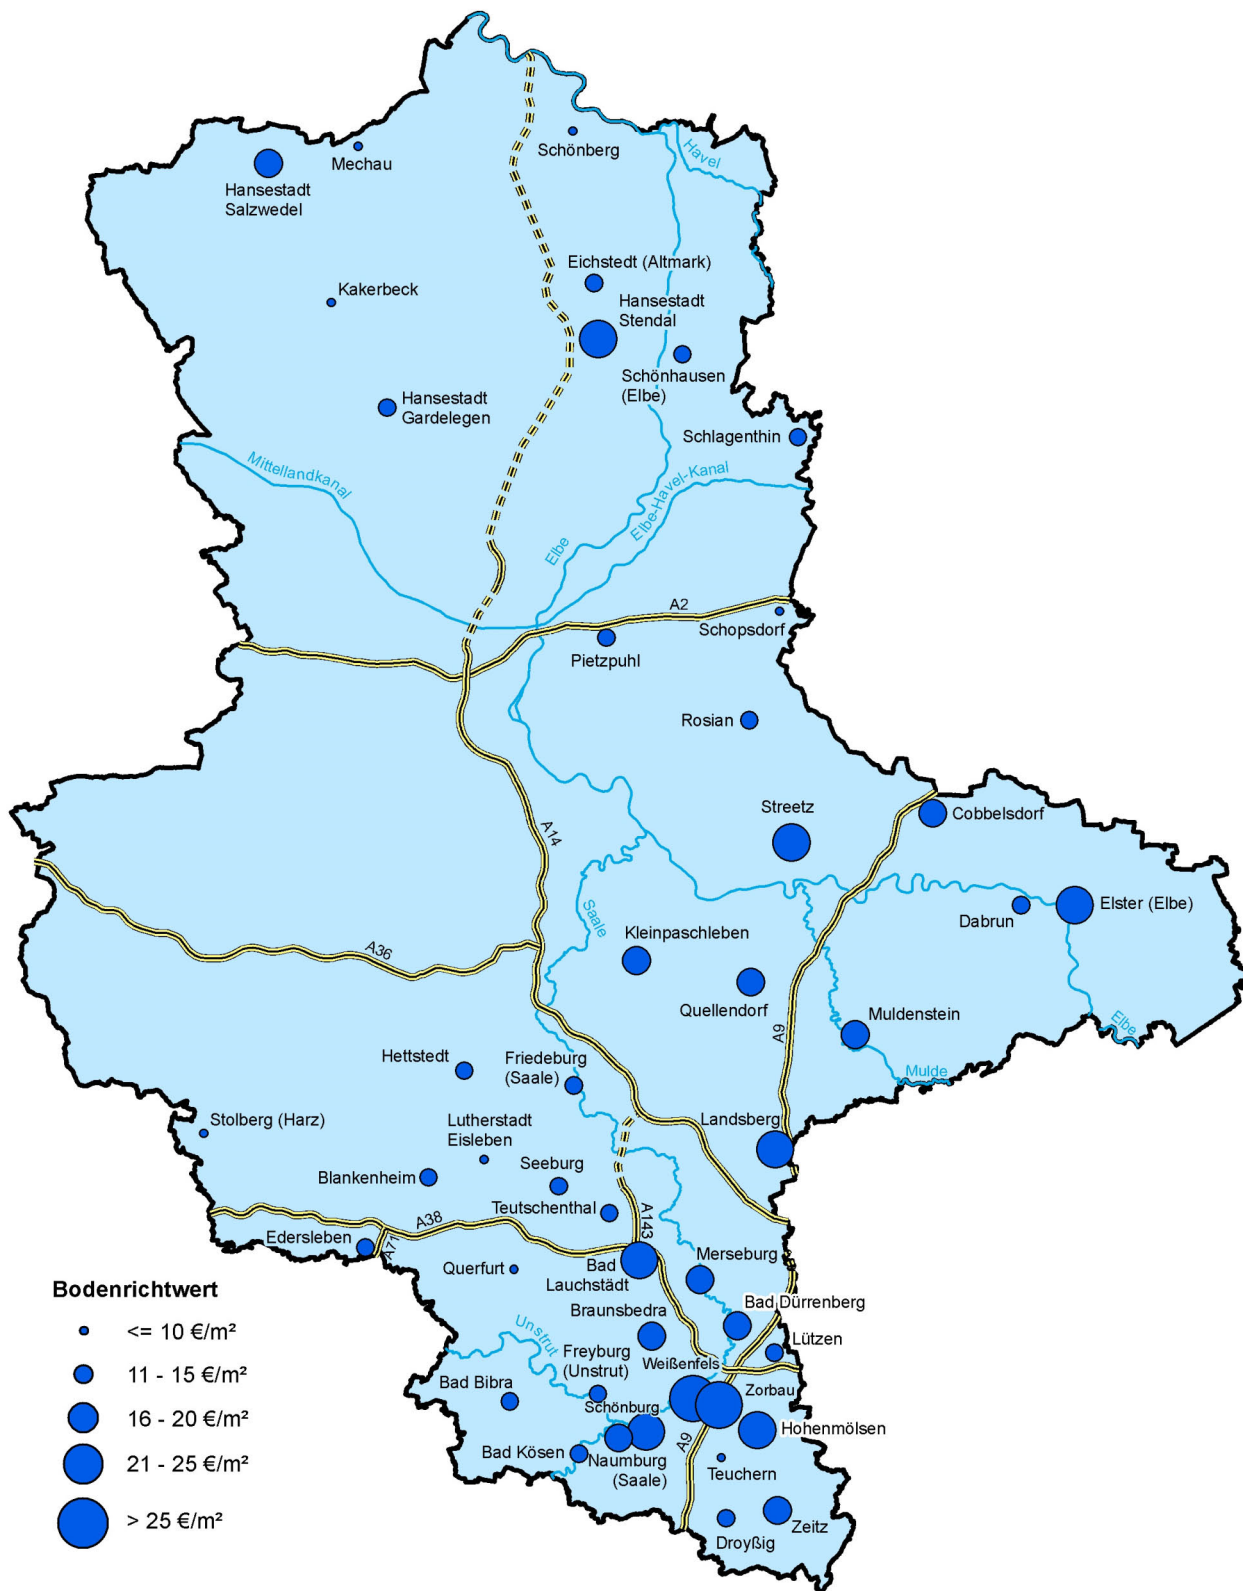 Havel
Schönberg
Mechau
Hansestadt
Salzwedel
Eichstedt (Altmark)
Kakerbeck
Hansestadt
Stendal
Schönhausen
(Elbe)
Hansestadt
Gardelegen
Schlagenthin
Mittellandkanal
Elbe-Havel-Kanal
Elbe
A2
Schopsdorf
Pietzpuhl
Rosian
Streetz
Cobbelsdorf
A14
Saale
Elster (Elbe)
Dabrun
Kleinpaschleben
A36
Quellendorf
Muldenstein
A9
Elbe
Mulde
Hettstedt
Friedeburg
(Saale)
Stolberg (Harz)
Lutherstadt
Eisleben
Landsberg
Blankenheim
Seeburg
Teutschenthal
A143
A38
Edersleben
A71
Querfurt
Bad
Lauchstädt
Merseburg
Bad Dürrenberg
Braunsbedra
Lützen
Unstrut
Freyburg
(Unstrut)
Weißenfels
Bad Bibra
Schönburg
Zorbau
Hohenmölsen
A9
Bad Kösen
Naumburg
(Saale)
Teuchern
Droyßig
Zeitz
Bodenrichtwert
<= 10 €/m²
11 - 15 €/m²
16 - 20 €/m²
21 - 25 €/m²
> 25 €/m²